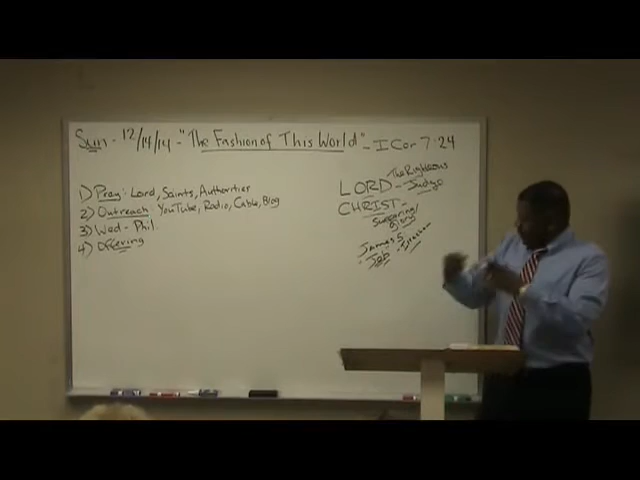 Sun - 12/14/14 - "The Fashion of This World" - I Cor 7:24
1) Pray: Lord, Saints, Authorities
2) Outreach YouTube, Radio, Cable, Blog
3) Wed - Phil.
4) Offering
LORD - The Righteous Judge
CHRIST - Suffering/glory
James 5
· Job